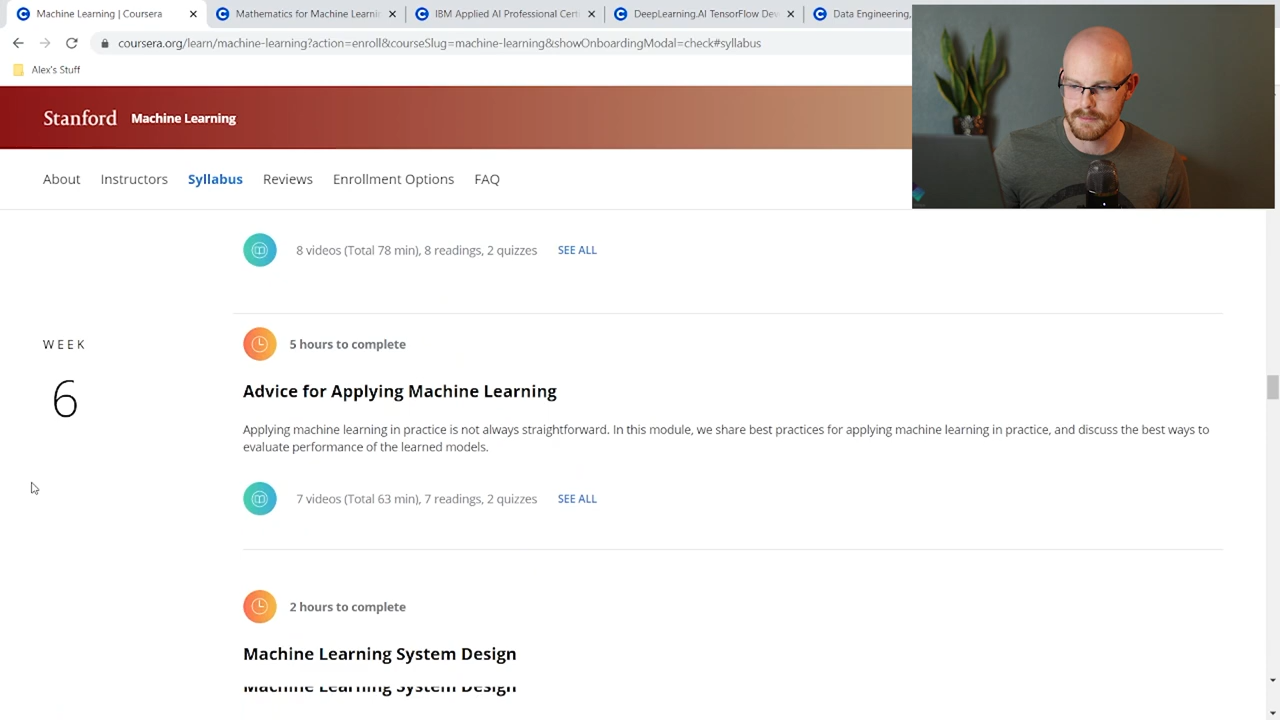 Machine Learning | Coursera
Mathematics for Machine Learni
IBM Applied AI Professional Cert
DeepLearning.AI TensorFlow Dev
Data Engineering,
coursera.org/learn/machine-learning?action=enroll&courseSlug=machine-learning&showOnboardingModal=check#syllabus
Alex's Stuff
Stanford Machine Learning
About Instructors Syllabus Reviews Enrollment Options FAQ
8 videos (Total 78 min), 8 readings, 2 quizzes SEE ALL
WEEK
6
5 hours to complete
Advice for Applying Machine Learning
Applying machine learning in practice is not always straightforward. In this module, we share best practices for applying machine learning in practice, and discuss the best ways to
evaluate performance of the learned models.
7 videos (Total 63 min), 7 readings, 2 quizzes SEE ALL
2 hours to complete
Machine Learning System Design
Machine Learning System Design